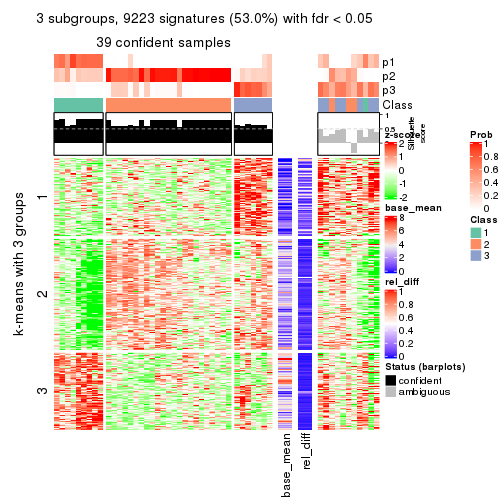 3 subgroups, 9223 signatures (53.0%) with fdr < 0.05
39 confident samples
p1
p2
p3
Class
1
0.5
Silhouette
score
k-means with 3 groups
1
2
3
base_mean
rel_diff
z-score
2
1
0
-1
-2
base_mean
8
6
4
2
0
rel_diff
1
0.8
0.6
0.4
0.2
0
Status (barplots)
confident
ambiguous
Prob
1
0.8
0.6
0.4
0.2
0
Class
1
2
3